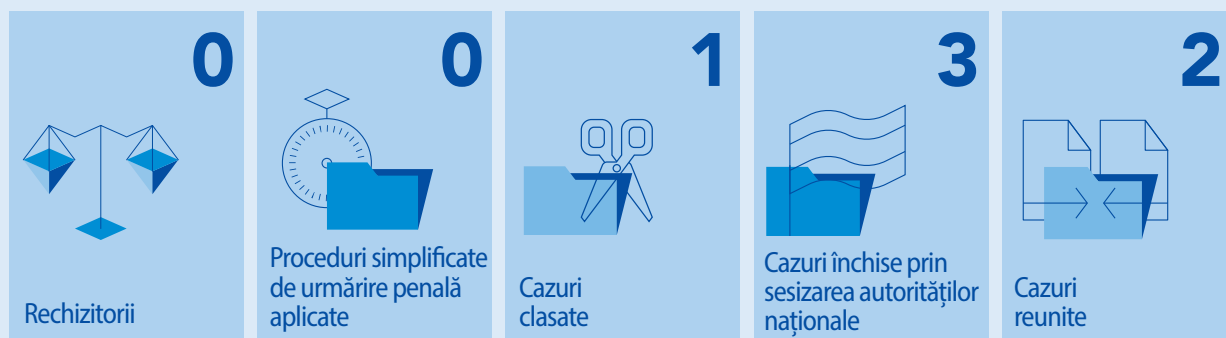 0
Rechizitorii
0
Proceduri simplificate
de urmărire penală
aplicate
1
Cazuri
clasate
3
Cazuri închise prin
sesizarea autorităților
naționale
2
Cazuri
reunite